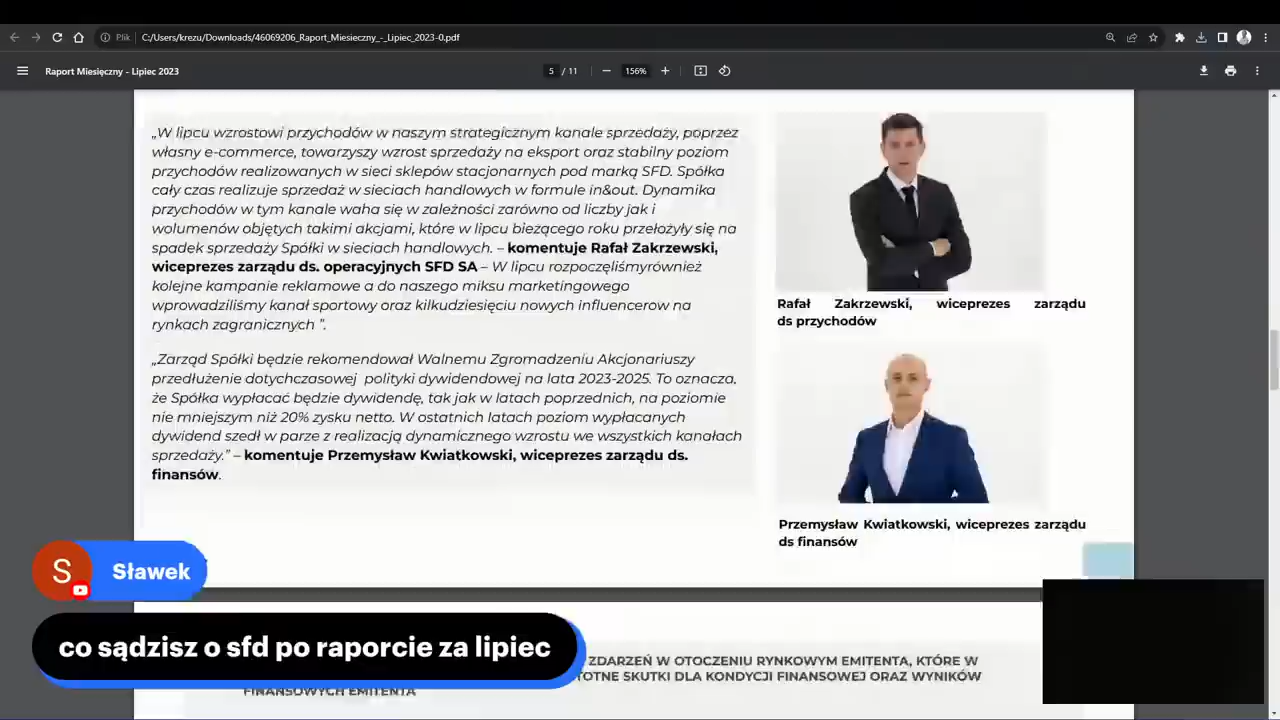 Plik
C:/Users/krezu/Downloads/46069206_Raport_Miesieczny_-_Lipiec_2023-0.pdf
Raport Miesięczny - Lipiec 2023
5 / 11
156%
„W lipcu wzrostowi przychodów w naszym strategicznym kanale sprzedaży, poprzez
własny e-commerce, towarzyszy wzrost sprzedaży na eksport oraz stabilny poziom
przychodów realizowanych w sieci sklepów stacjonarnych pod marką SFD. Spółka
cały czas realizuje sprzedaż w sieciach handlowych w formule in&out. Dynamika
przychodów w tym kanale waha się w zależności zarówno od liczby jak i
wolumenów objętych takimi akcjami, które w lipcu bieżącego roku przełożyły się na
spadek sprzedaży Spółki w sieciach handlowych. – komentuje Rafał Zakrzewski,
wiceprezes zarządu ds. operacyjnych SFD SA – W lipcu rozpoczęliśmyrównież
kolejne kampanie reklamowe a do naszego miksu marketingowego
wprowadziliśmy kanał sportowy oraz kilkudziesięciu nowych influencerow na
rynkach zagranicznych ”.
„Zarząd Spółki będzie rekomendował Walnemu Zgromadzeniu Akcjonariuszy
przedłużenie dotychczasowej polityki dywidendowej na lata 2023-2025. To oznacza,
że Spółka wypłacać będzie dywidendę, tak jak w latach poprzednich, na poziomie
nie mniejszym niż 20% zysku netto. W ostatnich latach poziom wypłacanych
dywidend szedł w parze z realizacją dynamicznego wzrostu we wszystkich kanałach
sprzedaży.” – komentuje Przemysław Kwiatkowski, wiceprezes zarządu ds.
finansów.
Rafał Zakrzewski, wiceprezes zarządu
ds przychodów
Przemysław Kwiatkowski, wiceprezes zarządu
ds finansów
S
Sławek
co sądzisz o sfd po raporcie za lipiec
ZDARZEŃ W OTOCZENIU RYNKOWYM EMITENTA, KTÓRE W
TOTNE SKUTKI DLA KONDYCJI FINANSOWEJ ORAZ WYNIKÓW
FINANSOWYCH EMITENTA